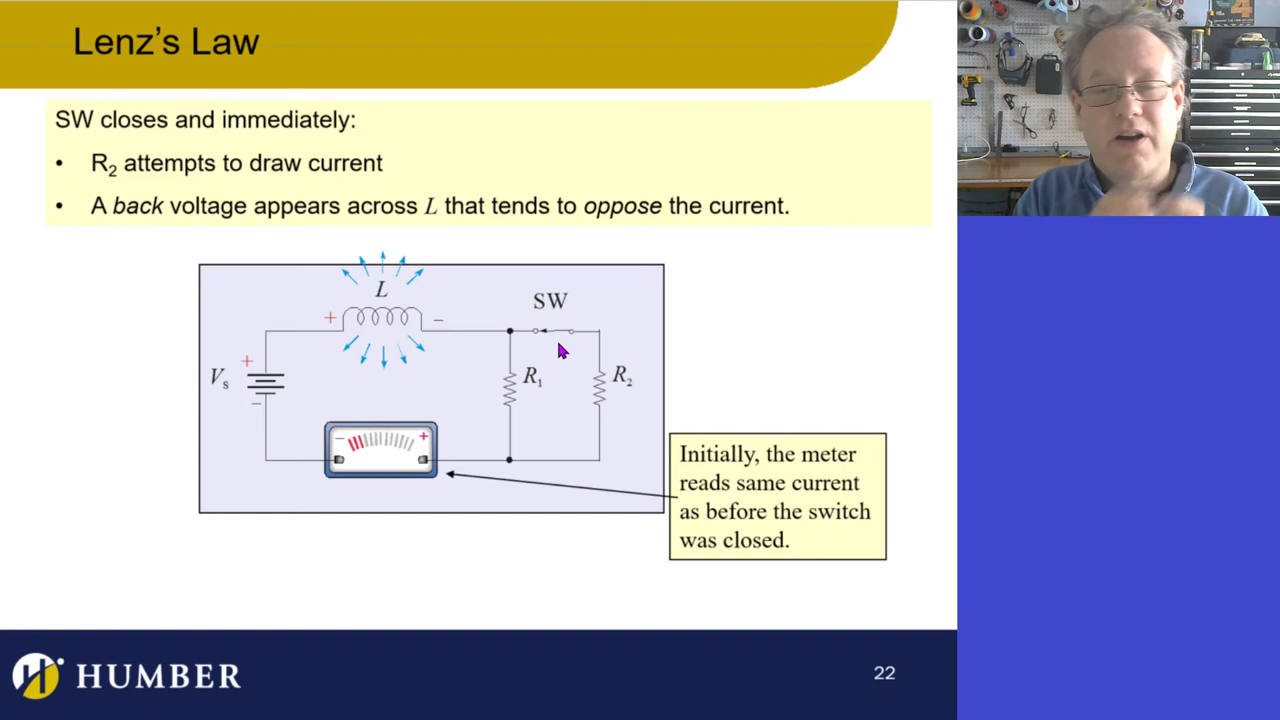 Lenz's Law
SW closes and immediately:
• R₂ attempts to draw current
• A back voltage appears across L that tends to oppose the current.
L
SW
+
−
+
Vs
−
R₁
R₂
− +
Initially, the meter
reads same current
as before the switch
was closed.
HUMBER
22